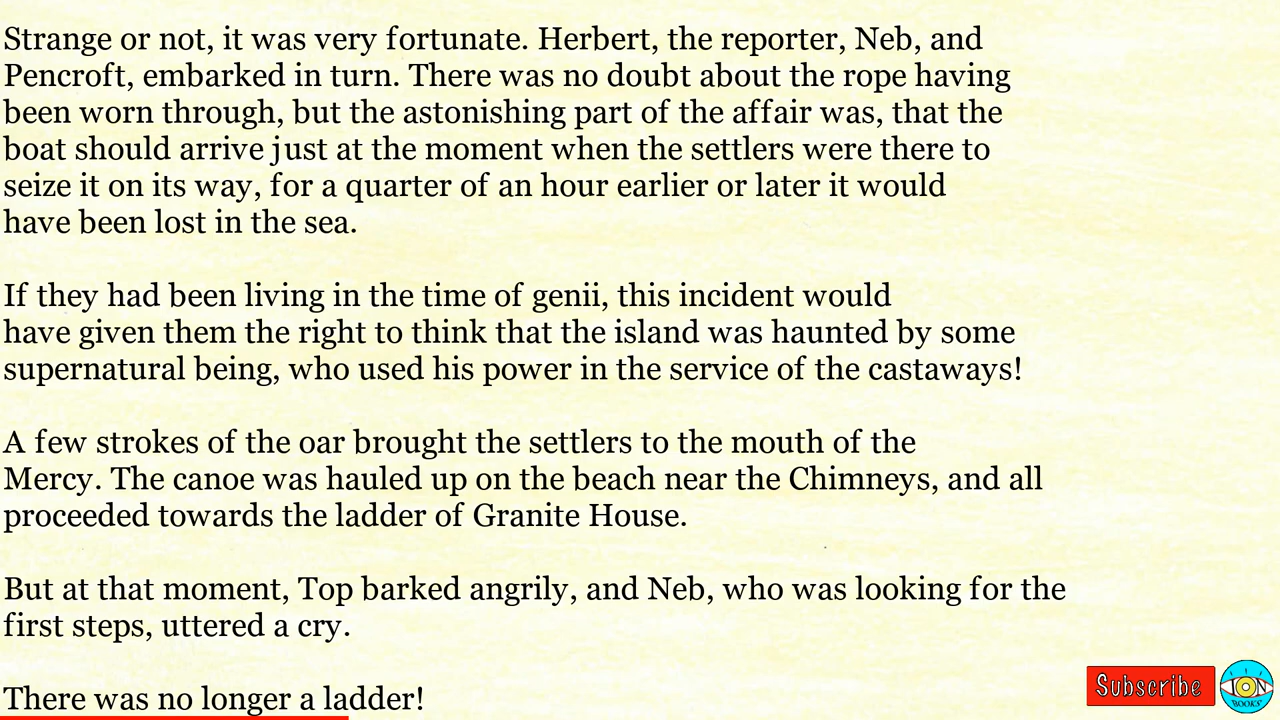 Strange or not, it was very fortunate. Herbert, the reporter, Neb, and
Pencroft, embarked in turn. There was no doubt about the rope having
been worn through, but the astonishing part of the affair was, that the
boat should arrive just at the moment when the settlers were there to
seize it on its way, for a quarter of an hour earlier or later it would
have been lost in the sea.
If they had been living in the time of genii, this incident would
have given them the right to think that the island was haunted by some
supernatural being, who used his power in the service of the castaways!
A few strokes of the oar brought the settlers to the mouth of the
Mercy. The canoe was hauled up on the beach near the Chimneys, and all
proceeded towards the ladder of Granite House.
But at that moment, Top barked angrily, and Neb, who was looking for the
first steps, uttered a cry.
There was no longer a ladder!
Subscribe
ION
BOOKS